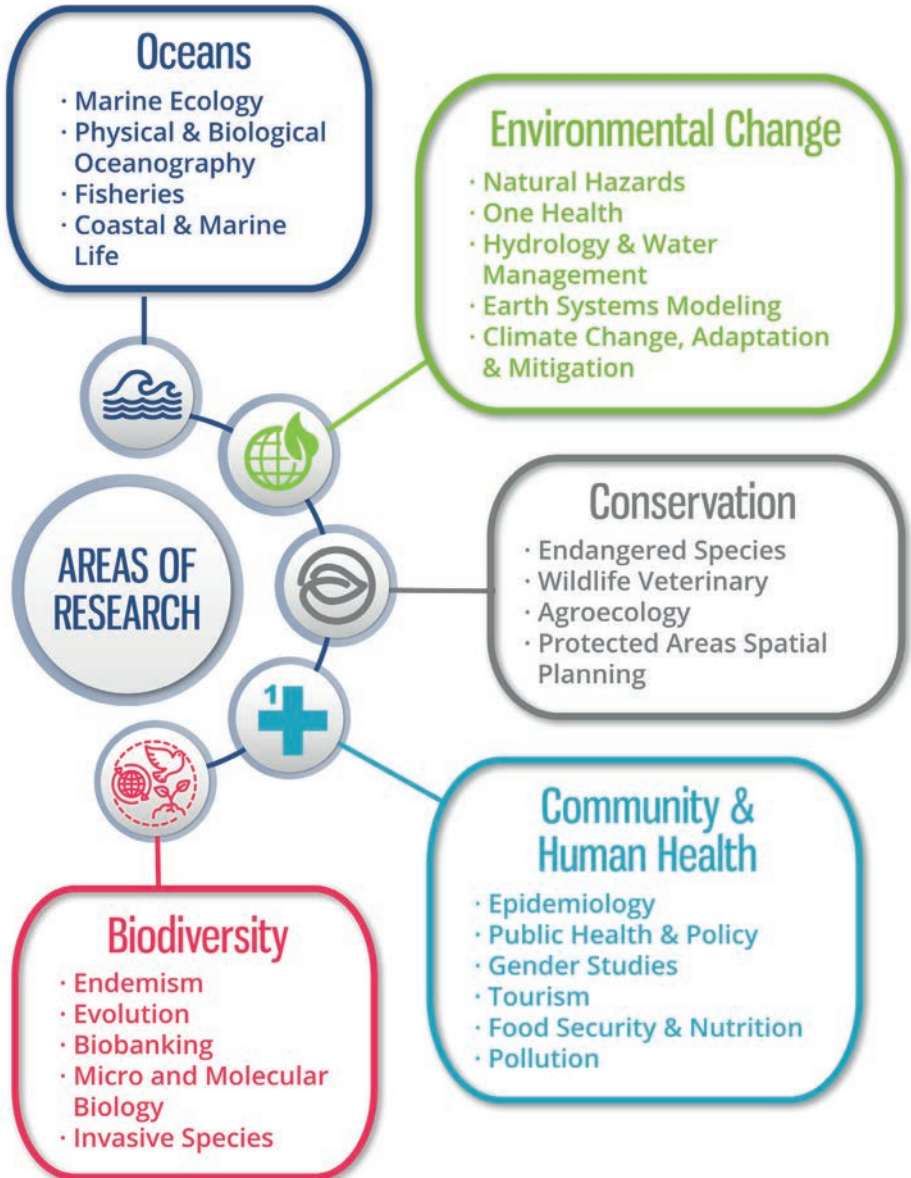 Oceans
· Marine Ecology
· Physical & Biological
Oceanography
· Fisheries
· Coastal & Marine
Life
Environmental Change
· Natural Hazards
· One Health
· Hydrology & Water
Management
· Earth Systems Modeling
· Climate Change, Adaptation
& Mitigation
AREAS OF
RESEARCH
Conservation
· Endangered Species
· Wildlife Veterinary
· Agroecology
· Protected Areas Spatial
Planning
1
Community &
Human Health
· Epidemiology
· Public Health & Policy
· Gender Studies
· Tourism
· Food Security & Nutrition
· Pollution
Biodiversity
· Endemism
· Evolution
· Biobanking
· Micro and Molecular
Biology
· Invasive Species